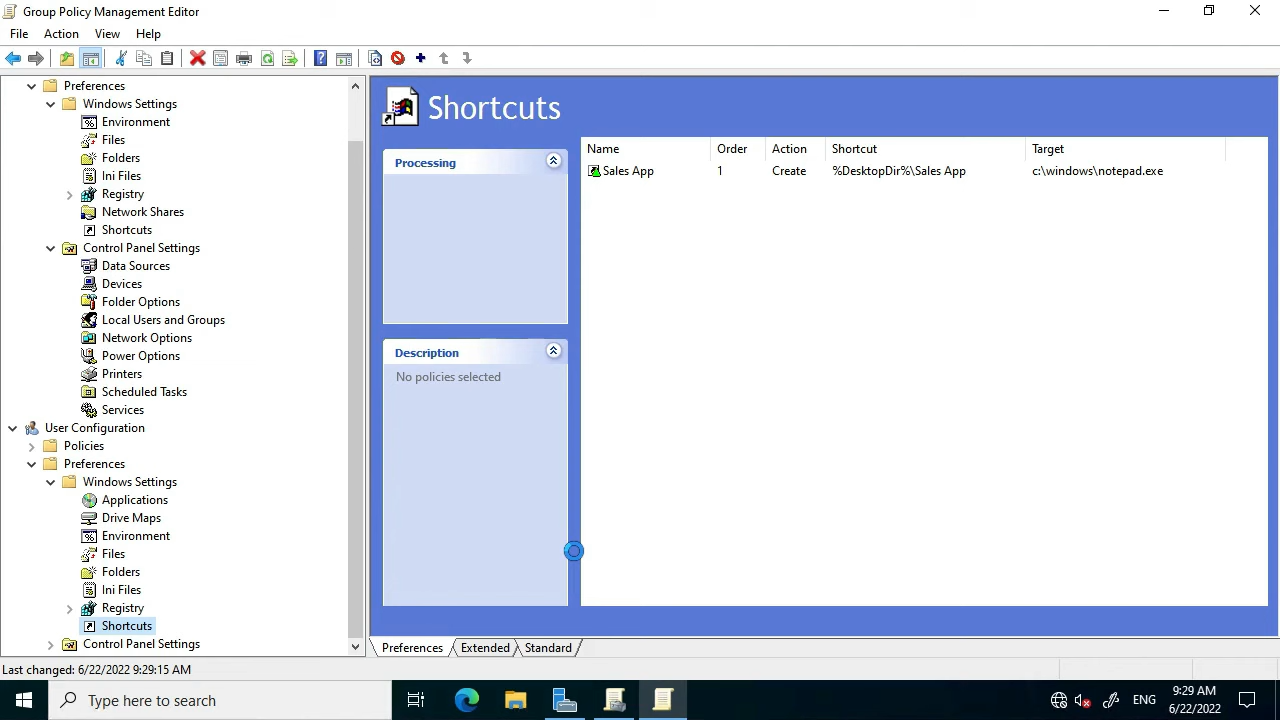 Group Policy Management Editor
File Action View Help
Preferences
Windows Settings
Environment
Files
Folders
Ini Files
Registry
Network Shares
Shortcuts
Control Panel Settings
Data Sources
Devices
Folder Options
Local Users and Groups
Network Options
Power Options
Printers
Scheduled Tasks
Services
User Configuration
Policies
Preferences
Windows Settings
Applications
Drive Maps
Environment
Files
Folders
Ini Files
Registry
Shortcuts
Control Panel Settings
Shortcuts
Processing
Description
No policies selected
Name Order Action Shortcut Target
Sales App 1 Create %DesktopDir%\Sales App c:\windows\notepad.exe
Preferences Extended Standard
Last changed: 6/22/2022 9:29:15 AM
Type here to search
ENG
9:29 AM
6/22/2022